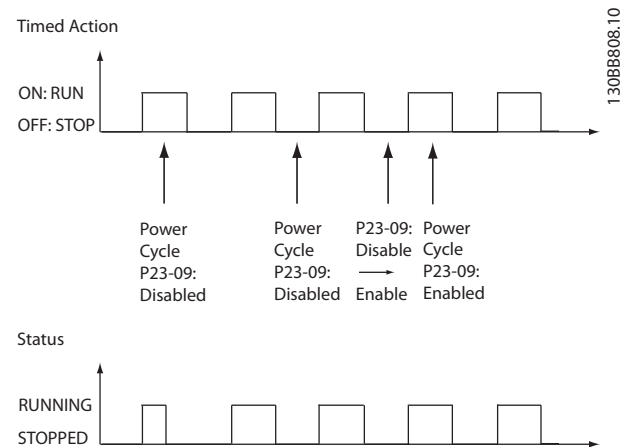 Timed Action
130BB808.10
ON: RUN
OFF: STOP
Power
Cycle
P23-09:
Disabled
Power
Cycle
P23-09:
Disabled
P23-09:
Disable
Enable
Power
Cycle
P23-09:
Enabled
Status
RUNNING
STOPPED